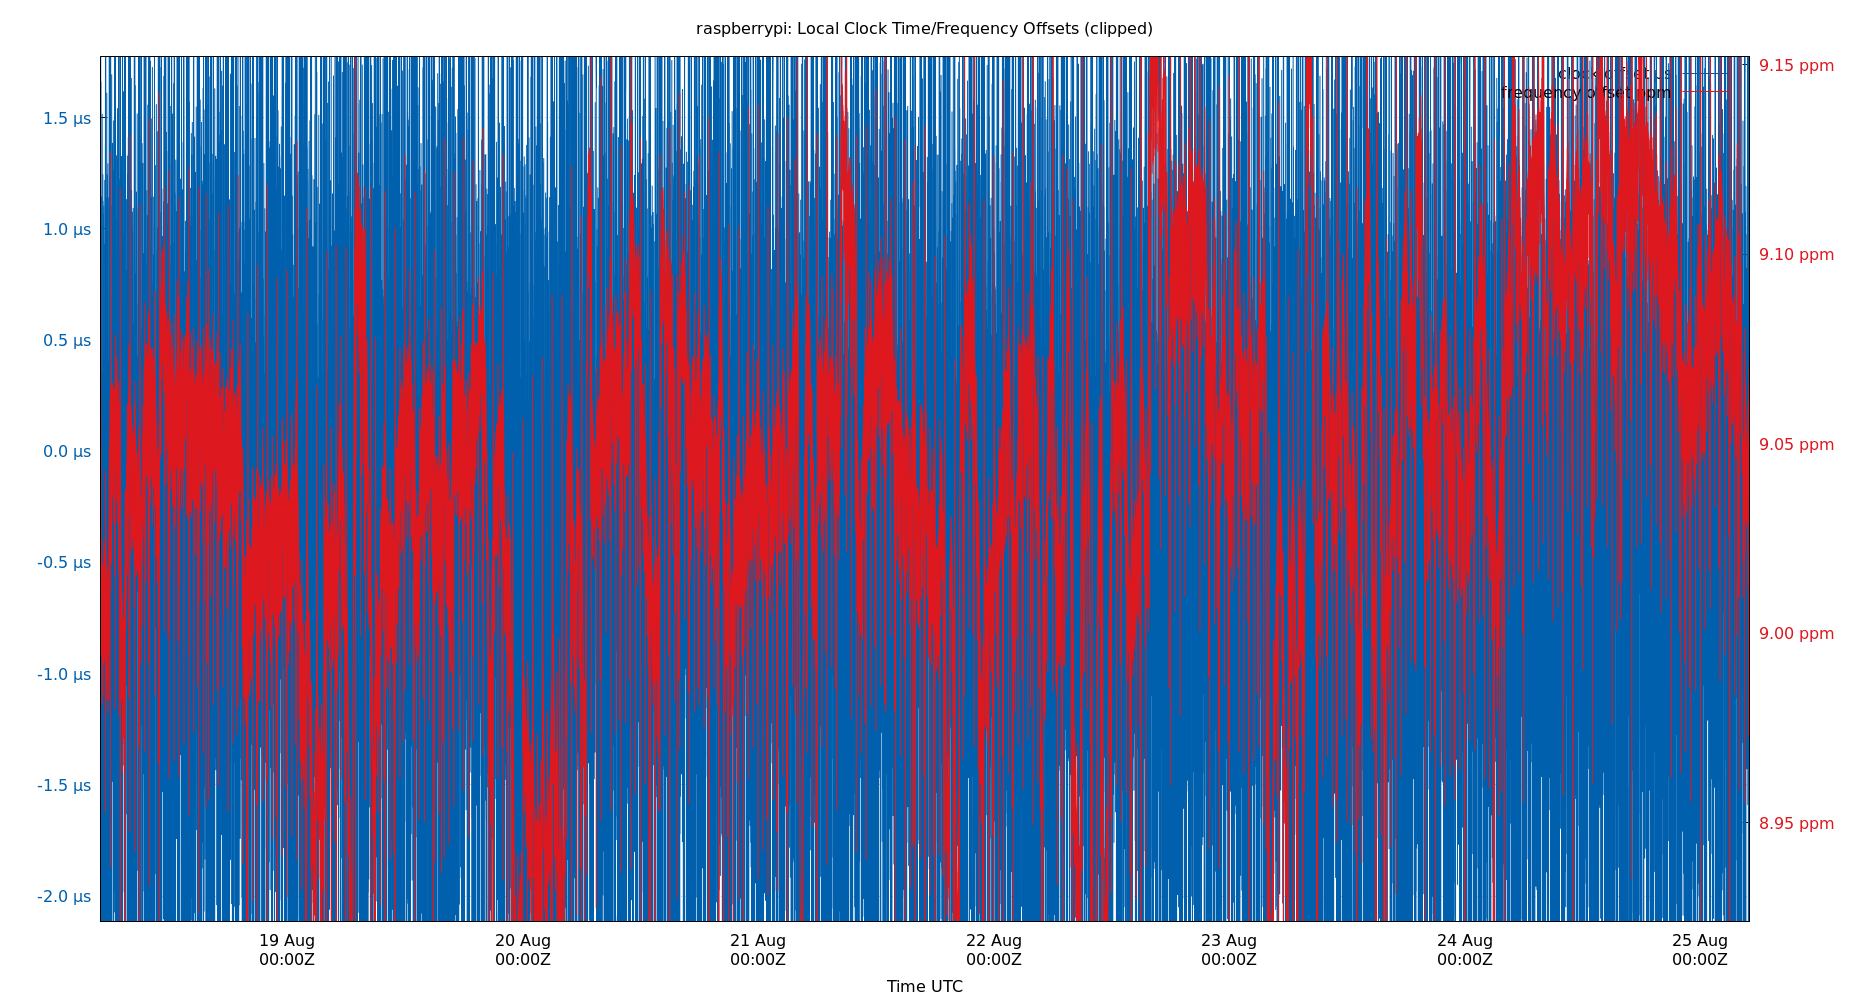 raspberrypi: Local Clock Time/Frequency Offsets (clipped)
clock offset us
frequency offset ppm
1.5 µs
1.0 µs
0.5 µs
0.0 µs
-0.5 µs
-1.0 µs
-1.5 µs
-2.0 µs
9.15 ppm
9.10 ppm
9.05 ppm
9.00 ppm
8.95 ppm
19 Aug 20 Aug 21 Aug 22 Aug 23 Aug 24 Aug 25 Aug
00:00Z 00:00Z 00:00Z 00:00Z 00:00Z 00:00Z 00:00Z
Time UTC